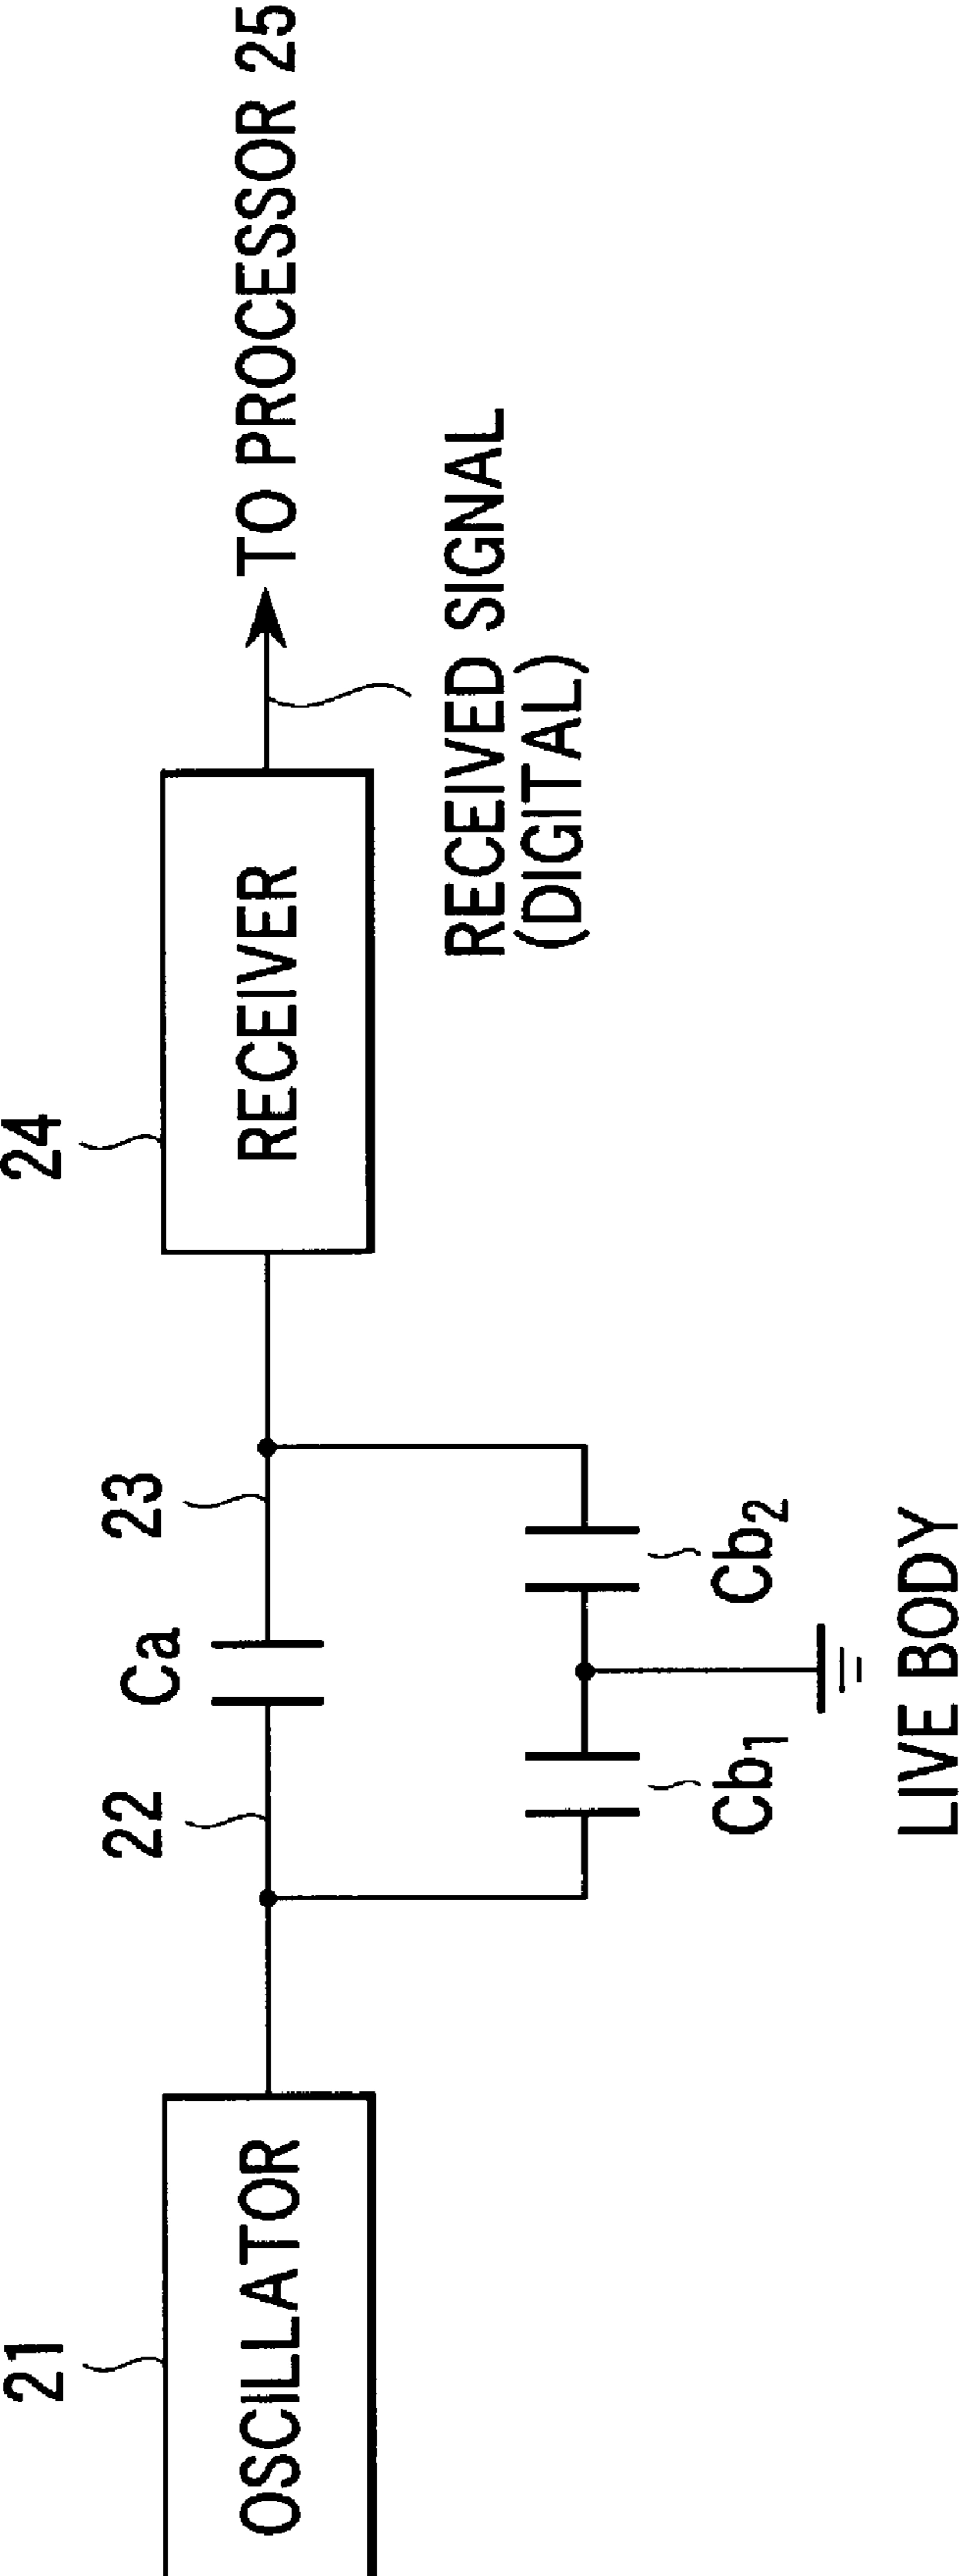 21
OSCILLATOR
22
Ca
23
24
RECEIVER
TO PROCESSOR 25
RECEIVED SIGNAL
(DIGITAL)
Cb1
Cb2
LIVE BODY